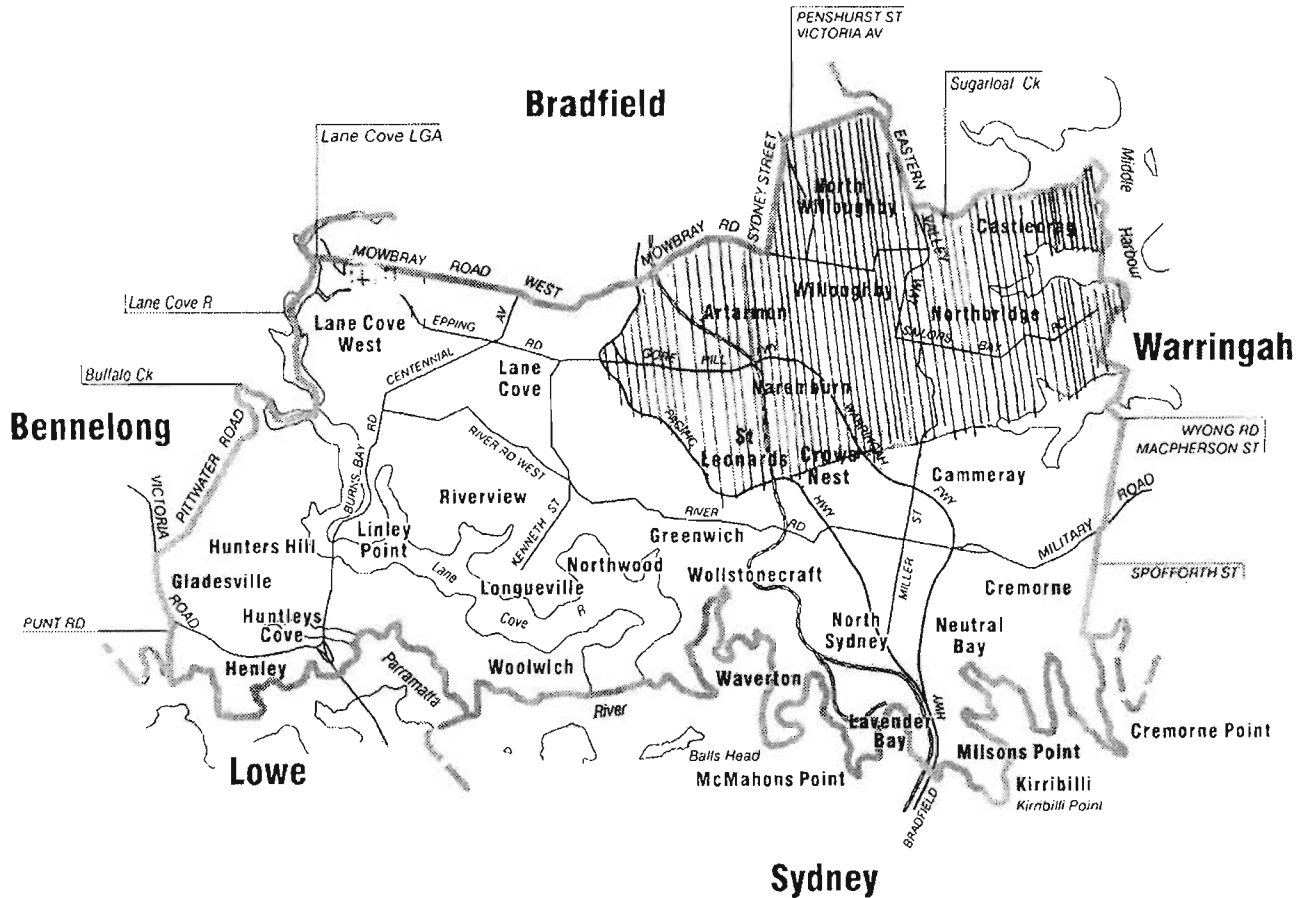 PENSHURST ST
VICTORIA AV
Bradfield
Sugarloaf Ck
Lane Cove LGA
SYDNEY STREET
EASTERN
VALLEY
WAY
Middle
Harbour
North
Willoughby
Castlecrag
MOWBRAY RD
MOWBRAY ROAD WEST
Lane Cove R
Willoughby
Artarmon
Northbridge
Lane Cove
West
EPPING RD
CENTENNIAL AV
SAILORS BAY RD
Warringah
Lane
Cove
GORE HILL FWY
Naremburn
Buffalo Ck
Bennelong
PITTWATER ROAD
PACIFIC
HWY
WARRINGAH
FWY
WYONG RD
MACPHERSON ST
St
Leonards
Crows
Nest
Cammeray
BURNS BAY RD
RIVER RD WEST
Riverview
VICTORIA
ROAD
Linley
Point
KENNETH ST
RIVER RD
Greenwich
MILLER ST
MILITARY ROAD
Hunters Hill
Gladesville
Lane
Cove
R
Longueville
Northwood
Wollstonecraft
Cremorne
SPOFFORTH ST
PUNT RD
Huntleys
Cove
North
Sydney
Neutral
Bay
Henley
Parramatta
River
Woolwich
Waverton
Lavender
Bay
HWY
BRADFIELD
Cremorne Point
Lowe
Balls Head
McMahons Point
Milsons Point
Kirribilli
Kirribilli Point
Sydney